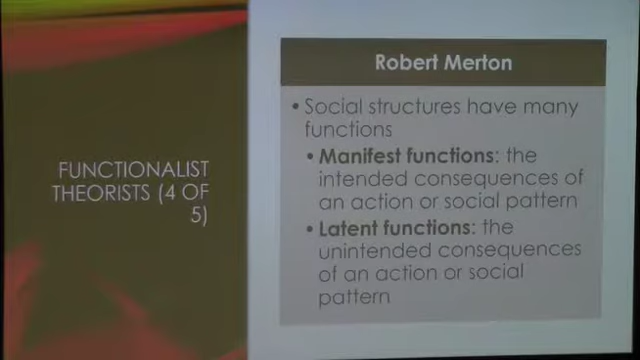 FUNCTIONALIST
THEORISTS (4 OF
5)
Robert Merton
• Social structures have many
functions
• Manifest functions: the
intended consequences of
an action or social pattern
• Latent functions: the
unintended consequences
of an action or social
pattern